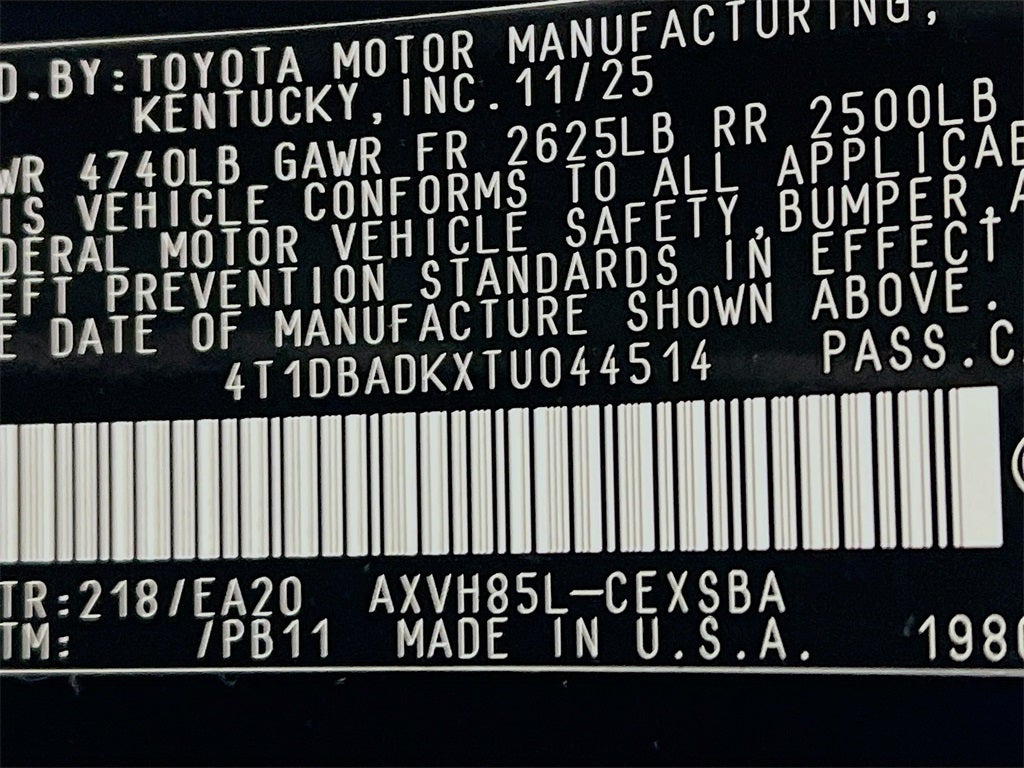 D.BY:TOYOTA MOTOR MANUFACTURING,
KENTUCKY,INC. 11/25
WR 4740LB GAWR FR 2625LB RR 2500LB
IS VEHICLE CONFORMS TO ALL APPLICAB
DERAL MOTOR VEHICLE SAFETY,BUMPER,A
EFT PREVENTION STANDARDS IN EFFECT
E DATE OF MANUFACTURE SHOWN ABOVE.
4T1DBADKXTU044514 PASS.C
TR:218/EA20 AXVH85L-CEXSBA
TM: /PB11 MADE IN U.S.A. 198